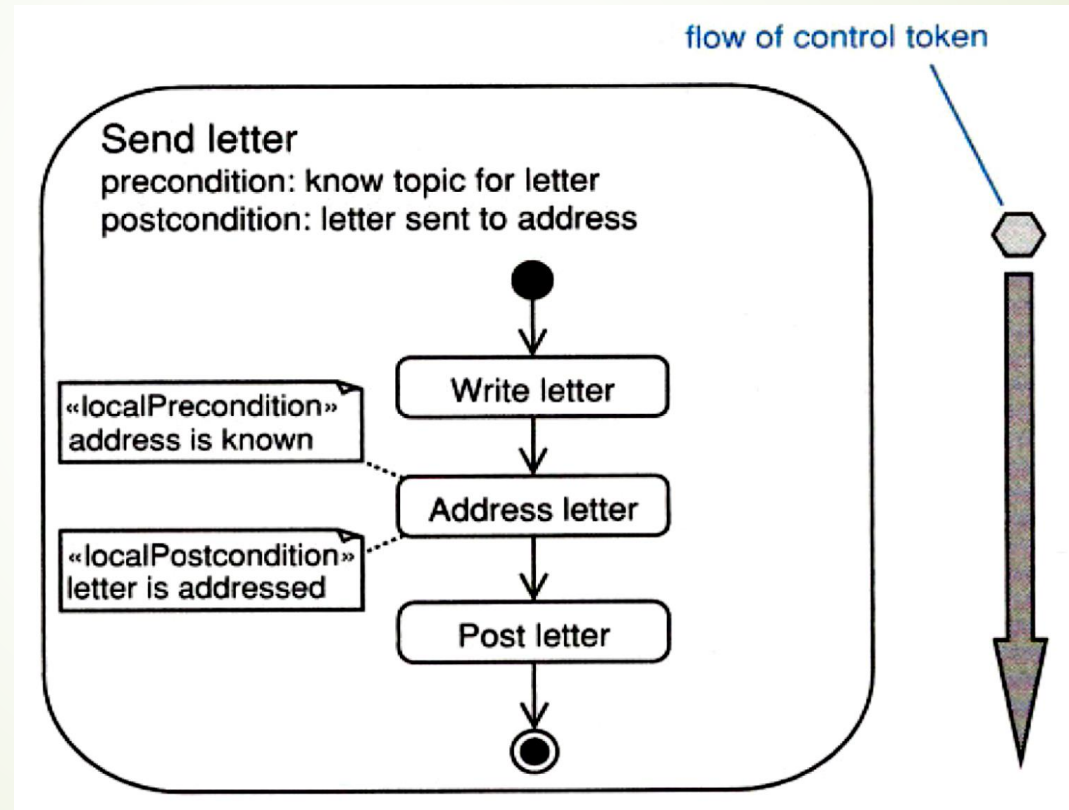 flow of control token
Send letter
precondition: know topic for letter
postcondition: letter sent to address
Write letter
«localPrecondition»
address is known
Address letter
«localPostcondition»
letter is addressed
Post letter